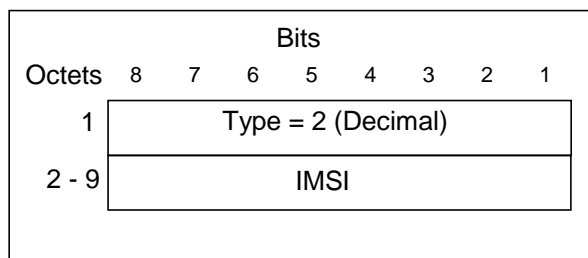 Bits
Octets 8 7 6 5 4 3 2 1
1 Type = 2 (Decimal)
2 - 9 IMSI